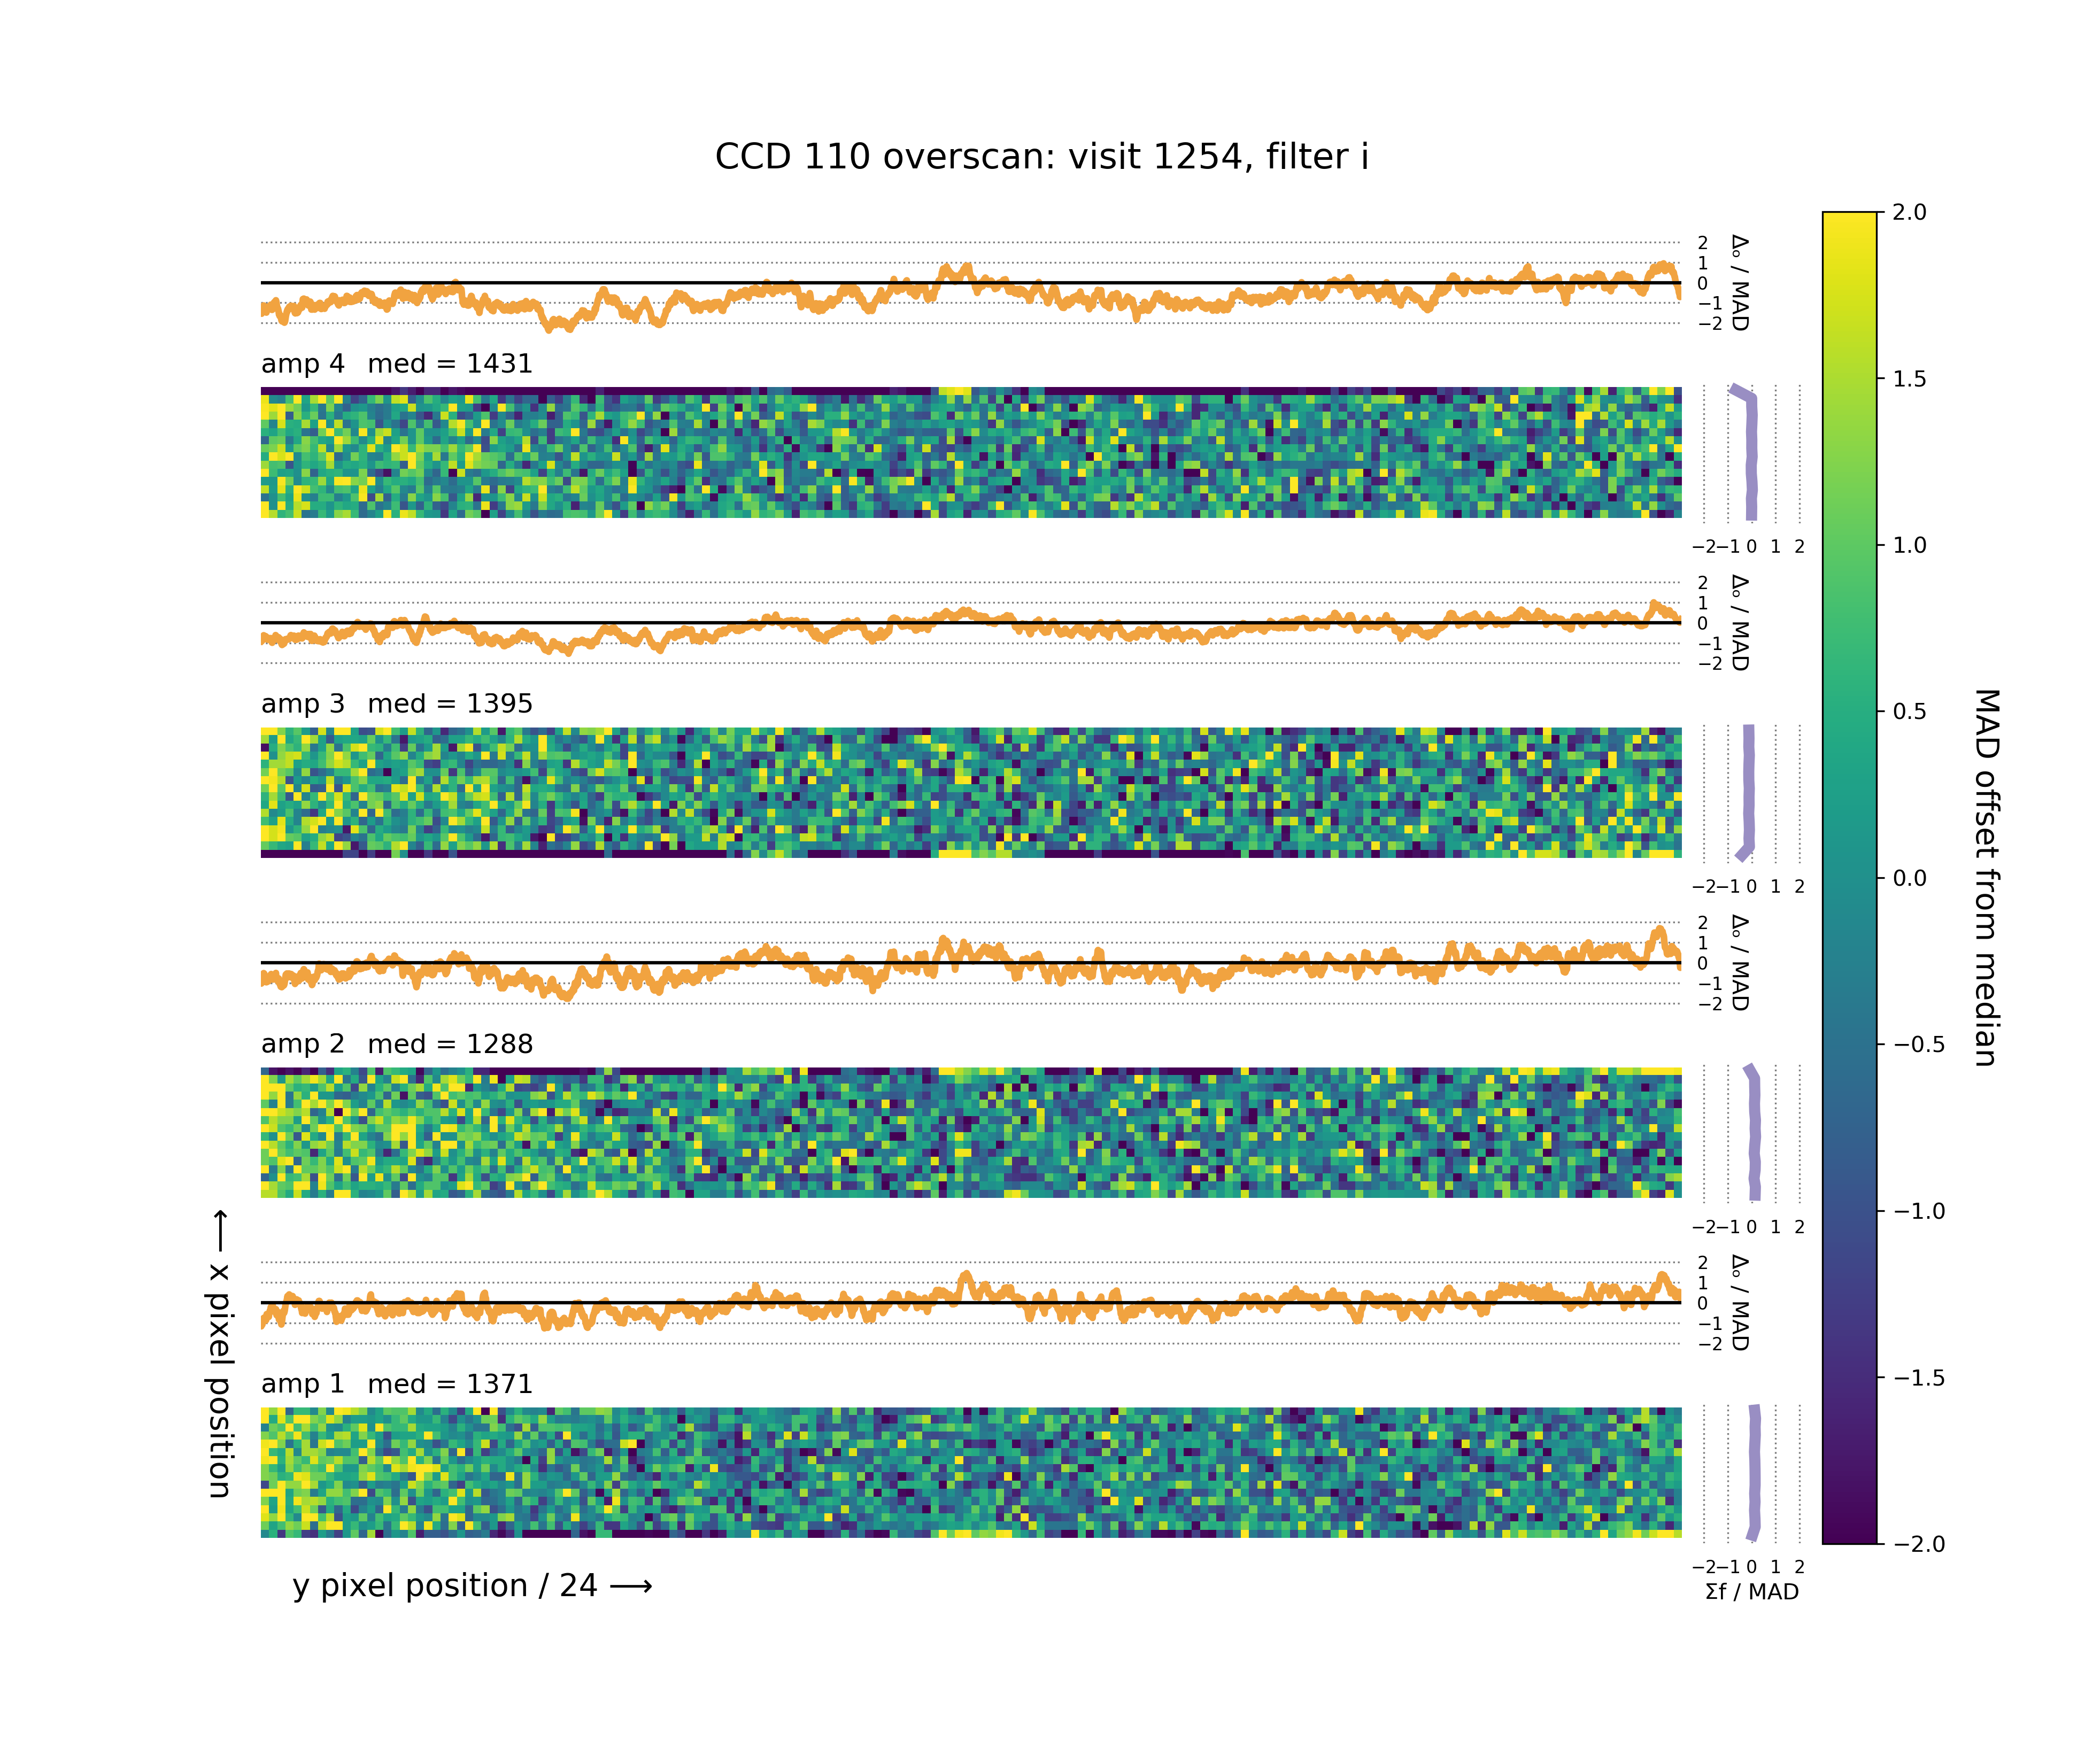 CCD 110 overscan: visit 1254, filter i
2
1
0
−1
−2
Δₒ / MAD
amp 4 med = 1431
−2 −1 0 1 2
2
1
0
−1
−2
Δₒ / MAD
amp 3 med = 1395
−2 −1 0 1 2
2
1
0
−1
−2
Δₒ / MAD
amp 2 med = 1288
−2 −1 0 1 2
2
1
0
−1
−2
Δₒ / MAD
amp 1 med = 1371
−2 −1 0 1 2
Σf / MAD
⟵ x pixel position
y pixel position / 24 ⟶
2.0
1.5
1.0
0.5
0.0
−0.5
−1.0
−1.5
−2.0
MAD offset from median